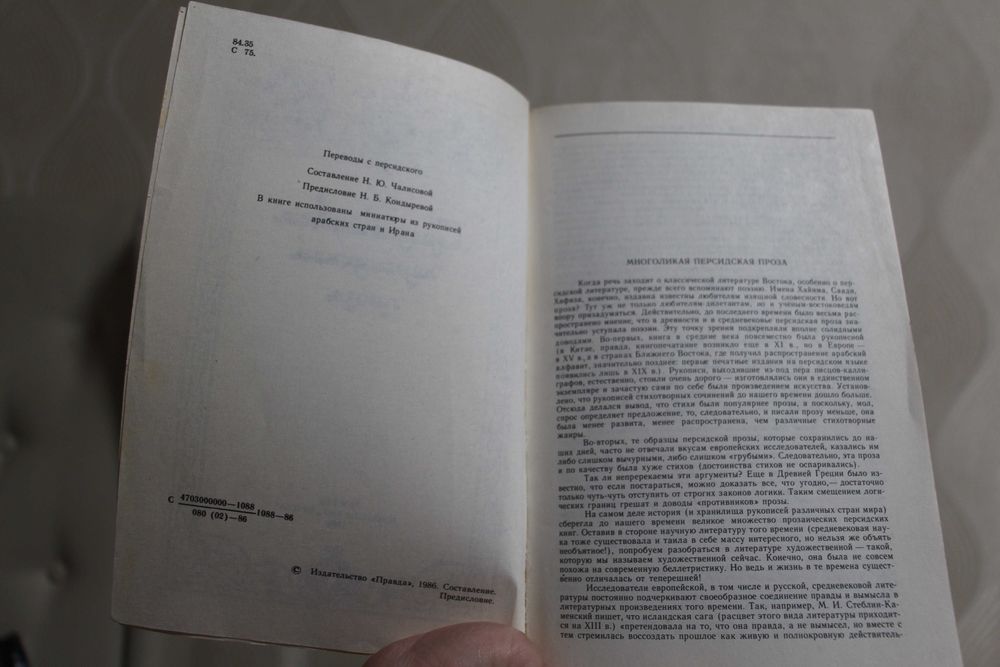 84.35
С 75.
Переводы с персидского
Составление Н. Ю. Чалисовой
Предисловие Н. Б. Кондыревой
В книге использованы миниатюры из рукописей
арабских стран и Ирана
С 4703000000—1088 1088—86
080 (02)—86
© Издательство «Правда», 1986. Составление.
Предисловие.
МНОГОЛИКАЯ ПЕРСИДСКАЯ ПРОЗА
Когда речь заходит о классической литературе Востока, особенно о пер-
сидской литературе, прежде всего вспоминают поэзию. Имена Хайяма, Саади,
Хафиза, конечно, издавна известны любителям изящной словесности. Но вот
проза? Тут уж не только любителям-дилетантам, но и учёным-востоковедам
впору призадуматься. Действительно, до последнего времени было весьма рас-
пространено мнение, что в древности и в средневековье персидская проза зна-
чительно уступала поэзии. Эту точку зрения подкрепляли вполне солидными
доводами. Во-первых, книга в средние века повсеместно была рукописной
(в Китае, правда, книгопечатание возникло еще в XI в., но в Европе —
в XV в., а в странах Ближнего Востока, где получил распространение арабский
алфавит, значительно позднее: первые печатные издания на персидском языке
появились лишь в XIX в.). Рукописи, выходившие из-под пера писцов-калли-
графов, естественно, стоили очень дорого — изготовлялись они в единственном
экземпляре и зачастую сами по себе были произведением искусства. Установ-
лено, что рукописей стихотворных сочинений до нашего времени дошло больше.
Отсюда делался вывод, что стихи были популярнее прозы, а поскольку, мол,
спрос определяет предложение, то, следовательно, и писали прозу меньше, она
была менее развита, менее распространена, чем различные стихотворные
жанры.
Во-вторых, те образцы персидской прозы, которые сохранились до на-
ших дней, часто не отвечали вкусам европейских исследователей, казались им
либо слишком вычурными, либо слишком «грубыми». Следовательно, эта проза
и по качеству была хуже стихов (достоинства стихов не оспаривались).
Так ли непререкаемы эти аргументы? Еще в Древней Греции было из-
вестно, что если постараться, можно доказать все, что угодно,— достаточно
только чуть-чуть отступить от строгих законов логики. Таким смещением логи-
ческих границ грешат и доводы «противников» прозы.
На самом деле история (и хранилища рукописей различных стран мира)
сберегла до нашего времени великое множество прозаических персидских
книг. Оставив в стороне научную литературу того времени (средневековая нау-
ка тоже существовала и таила в себе массу интересного, но нельзя же объять
необъятное!), попробуем разобраться в литературе художественной — такой,
которую мы называем художественной сейчас. Конечно, она была не совсем
похожа на современную беллетристику. Но ведь и жизнь в те времена сущест-
венно отличалась от теперешней!
Исследователи европейской, в том числе и русской, средневековой лите-
ратуры постоянно подчеркивают своеобразное соединение правды и вымысла в
литературных произведениях того времени. Так, например, М. И. Стеблин-Ка-
менский пишет, что исландская сага (расцвет этого вида литературы приходит-
ся на XIII в.) «претендовала на то, что она правда, а не вымысел, но вместе с
тем стремилась воссоздать прошлое как живую и полнокровную действитель-